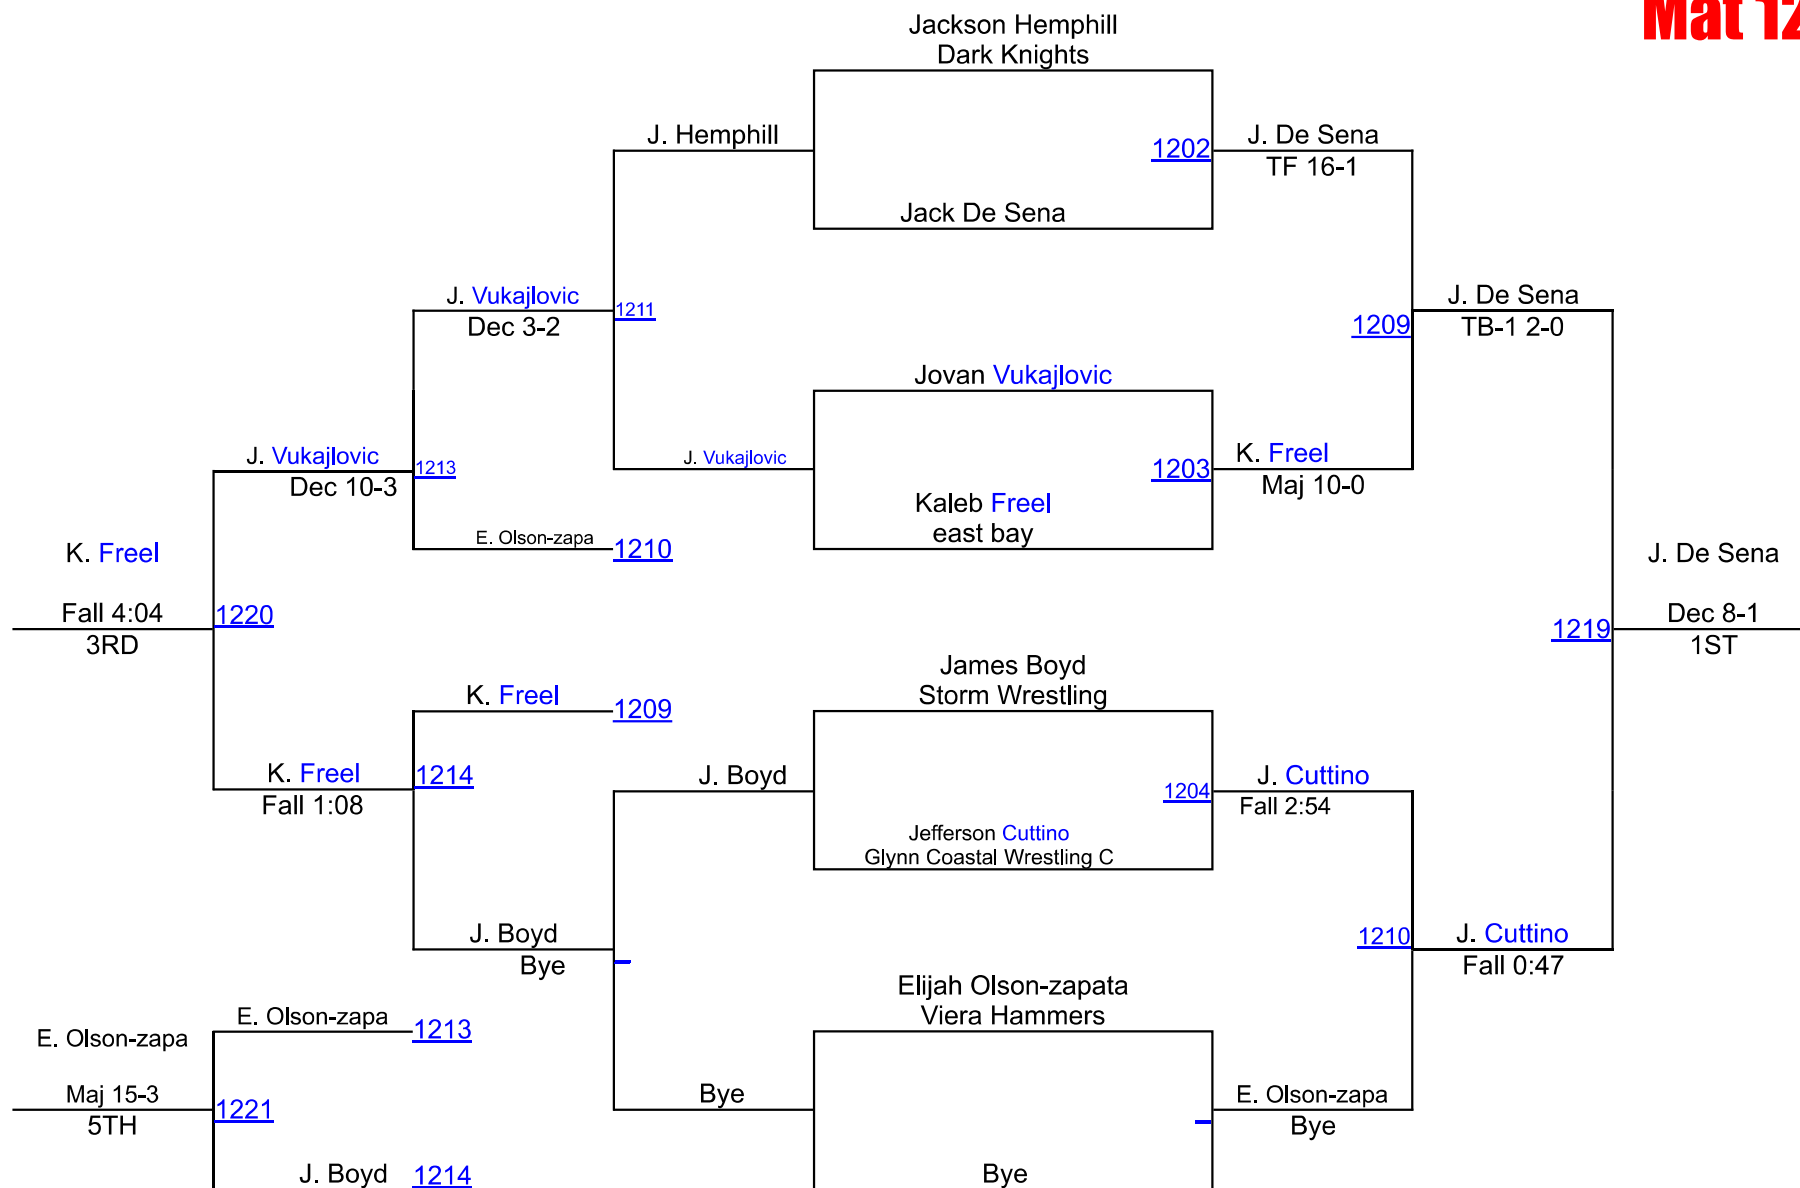 Mat 12
Jackson Hemphill
Dark Knights
J. Hemphill
1202
J. De Sena
TF 16-1
Jack De Sena
J. Vukajlovic
Dec 3-2
1211
J. De Sena
TB-1 2-0
1209
Jovan Vukajlovic
J. Vukajlovic
Dec 10-3
1213
J. Vukajlovic
1203
K. Freel
Maj 10-0
Kaleb Freel
east bay
E. Olson-zapa
1210
K. Freel
Fall 4:04
3RD
1220
J. De Sena
Dec 8-1
1ST
1219
James Boyd
Storm Wrestling
K. Freel
1209
K. Freel
Fall 1:08
1214
J. Boyd
1204
J. Cuttino
Fall 2:54
Jefferson Cuttino
Glynn Coastal Wrestling C
J. Boyd
Bye
1210
J. Cuttino
Fall 0:47
Elijah Olson-zapata
Viera Hammers
E. Olson-zapa
1213
E. Olson-zapa
Maj 15-3
5TH
1221
Bye
E. Olson-zapa
Bye
J. Boyd
1214
Bye